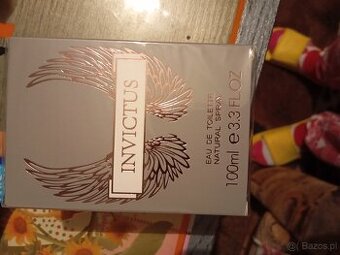 INVICTUS
EAU DE TOILETTE
NATURAL SPRAY
100ml e 3.3 FL.OZ
© Bazos.pl